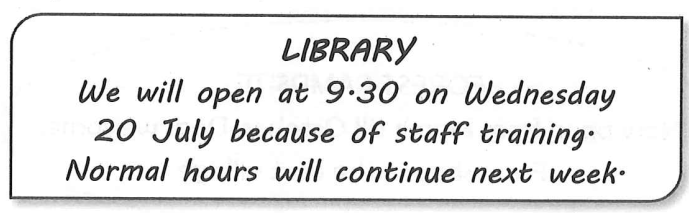 LIBRARY
We will open at 9·30 on Wednesday
20 July because of staff training.
Normal hours will continue next week.